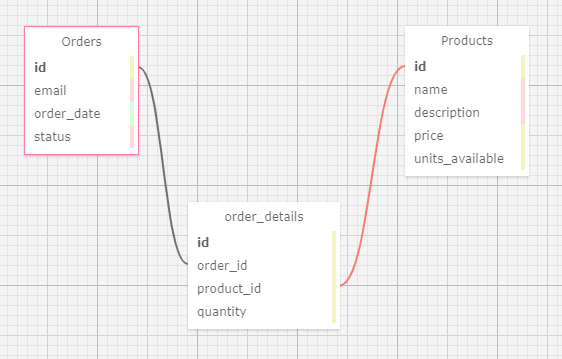 Orders
id
email
order_date
status
Products
id
name
description
price
units_available
order_details
id
order_id
product_id
quantity